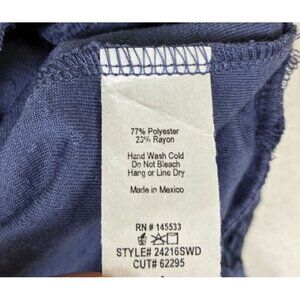 77% Polyester
23% Rayon
Hand Wash Cold
Do Not Bleach
Hang or Line Dry
Made in Mexico
RN # 145533
STYLE# 24216SWD
CUT# 62295